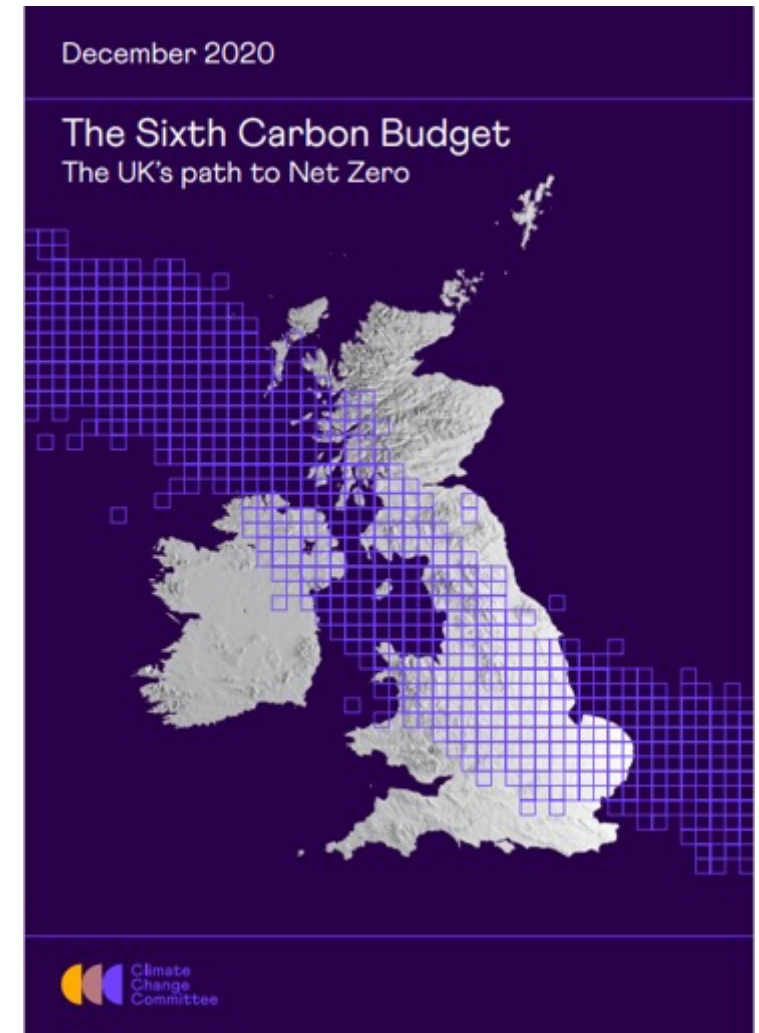 December 2020
The Sixth Carbon Budget
The UK's path to Net Zero
Climate
Change
Committee